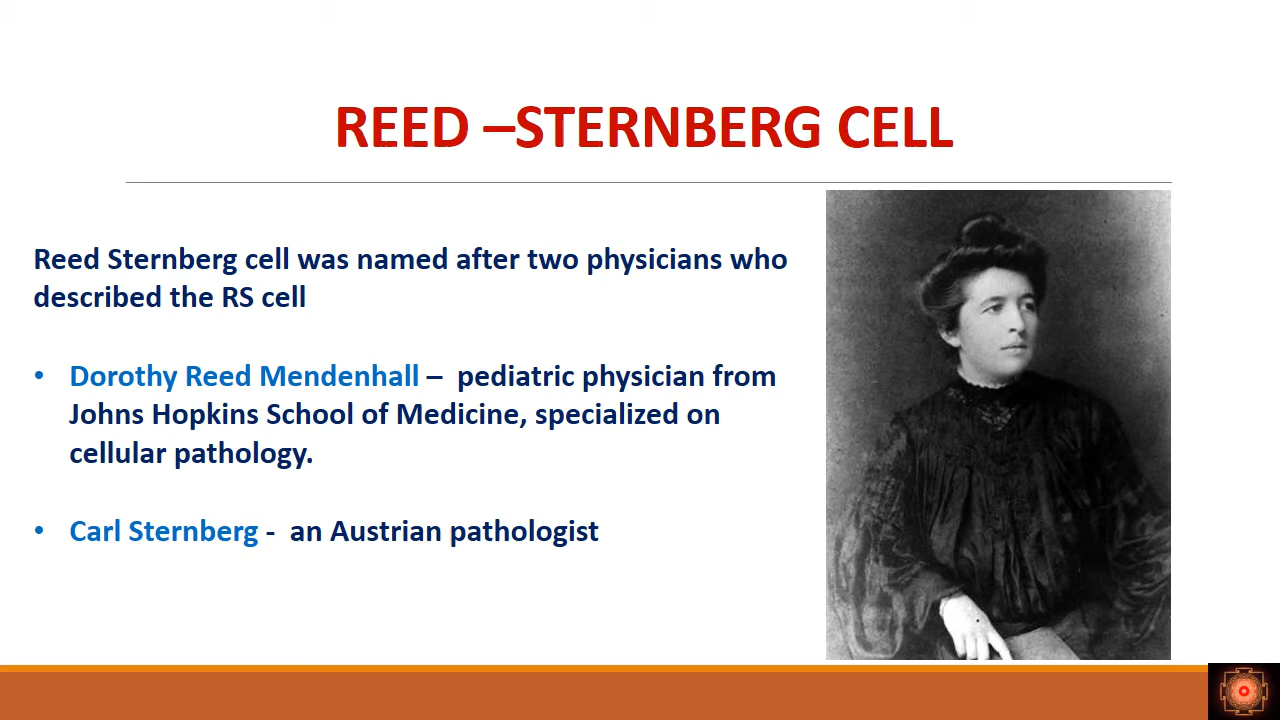 REED –STERNBERG CELL
Reed Sternberg cell was named after two physicians who
described the RS cell
• Dorothy Reed Mendenhall – pediatric physician from
Johns Hopkins School of Medicine, specialized on
cellular pathology.
• Carl Sternberg - an Austrian pathologist